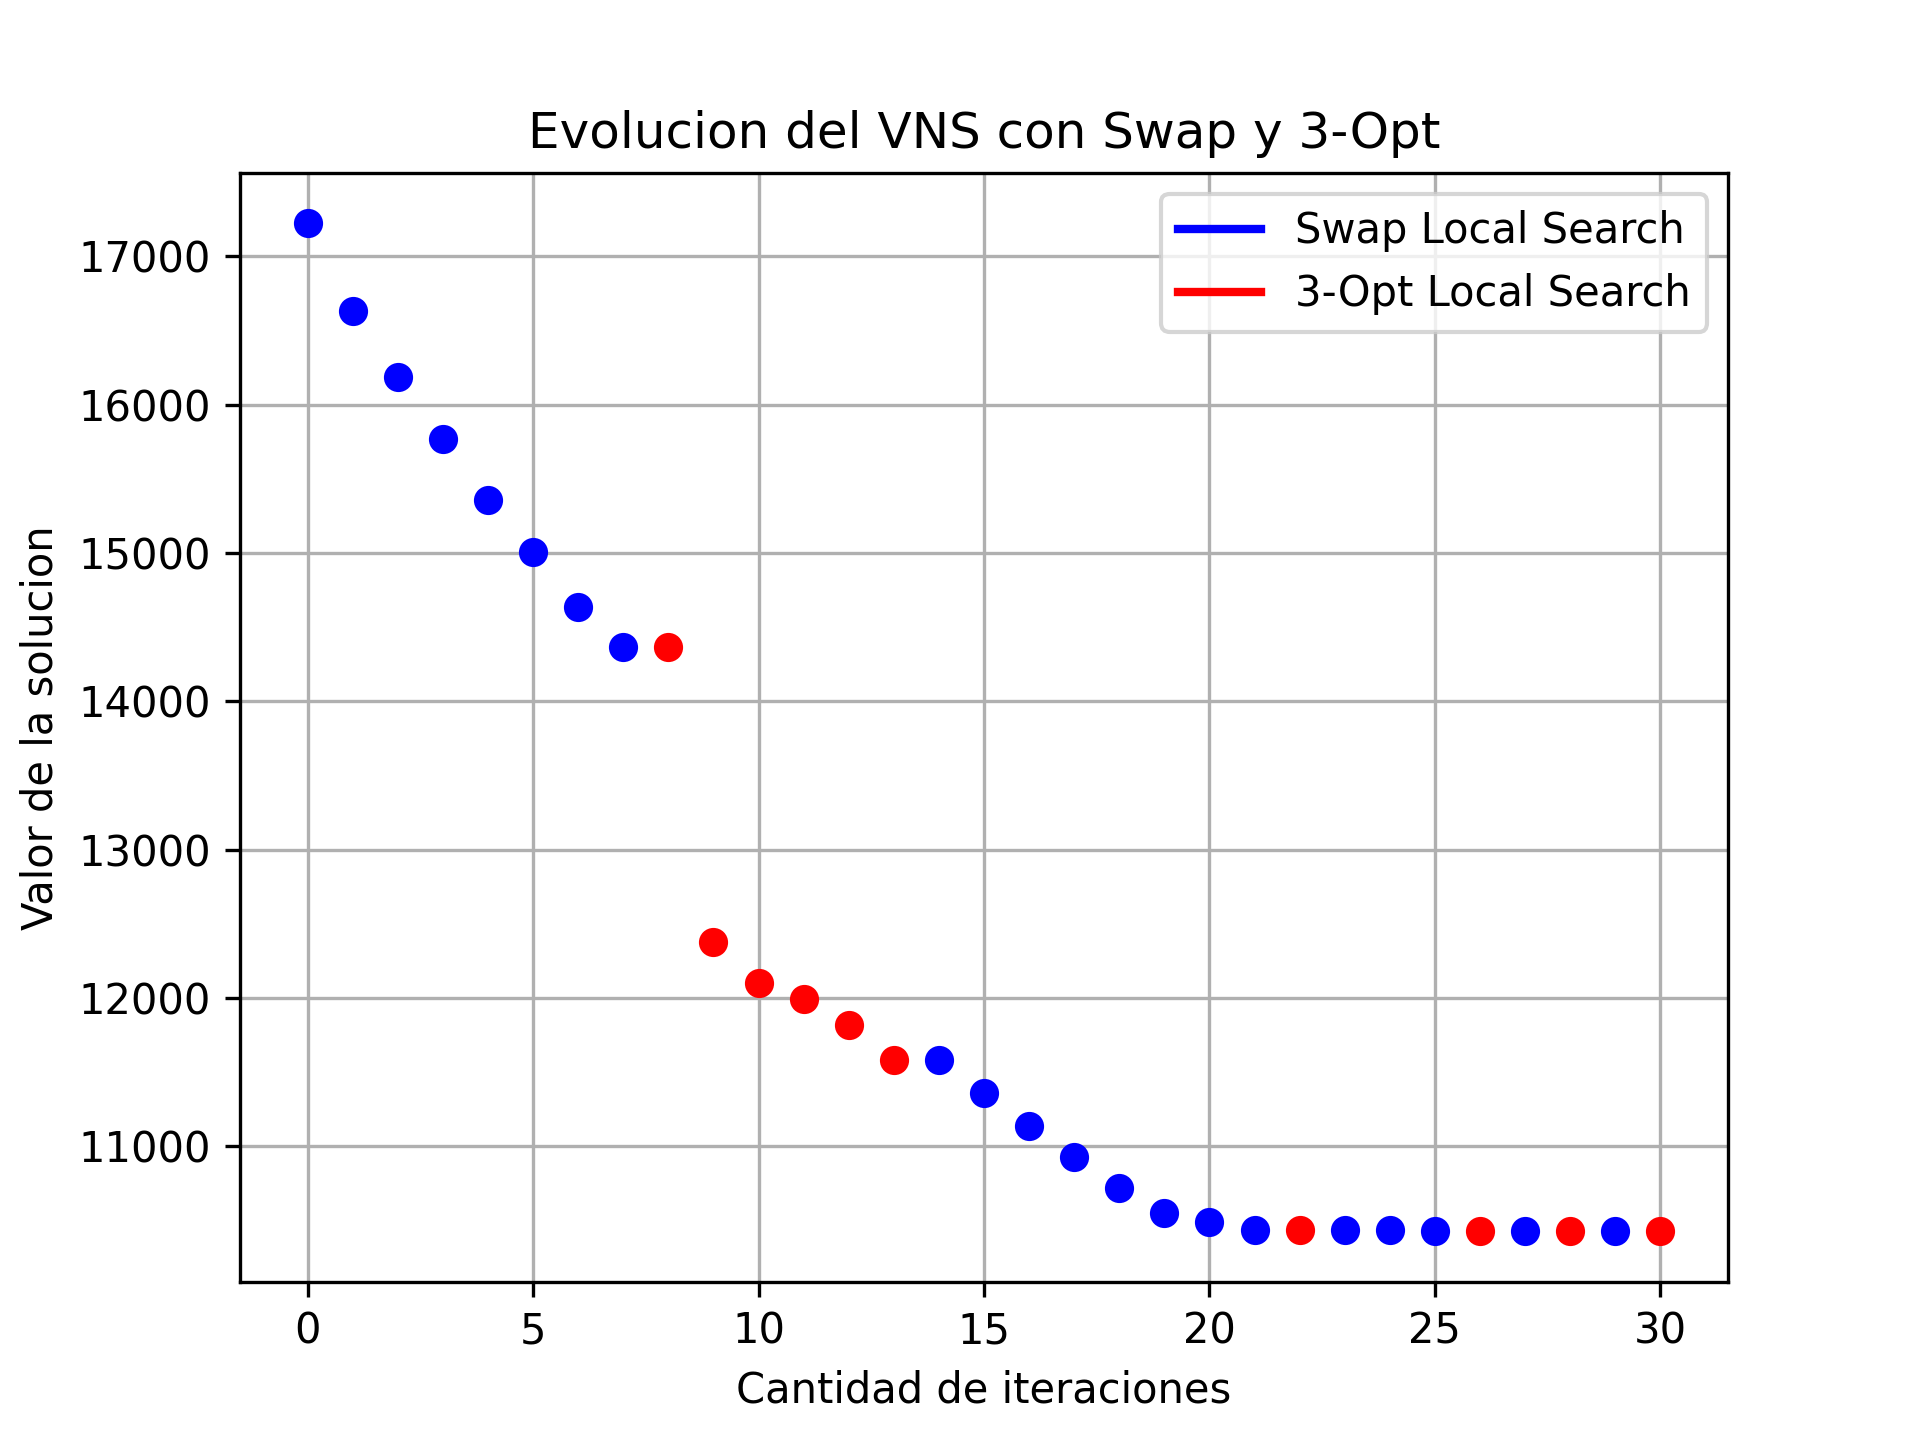 Evolucion del VNS con Swap y 3-Opt
Swap Local Search
3-Opt Local Search
Valor de la solucion
17000
16000
15000
14000
13000
12000
11000
0 5 10 15 20 25 30
Cantidad de iteraciones